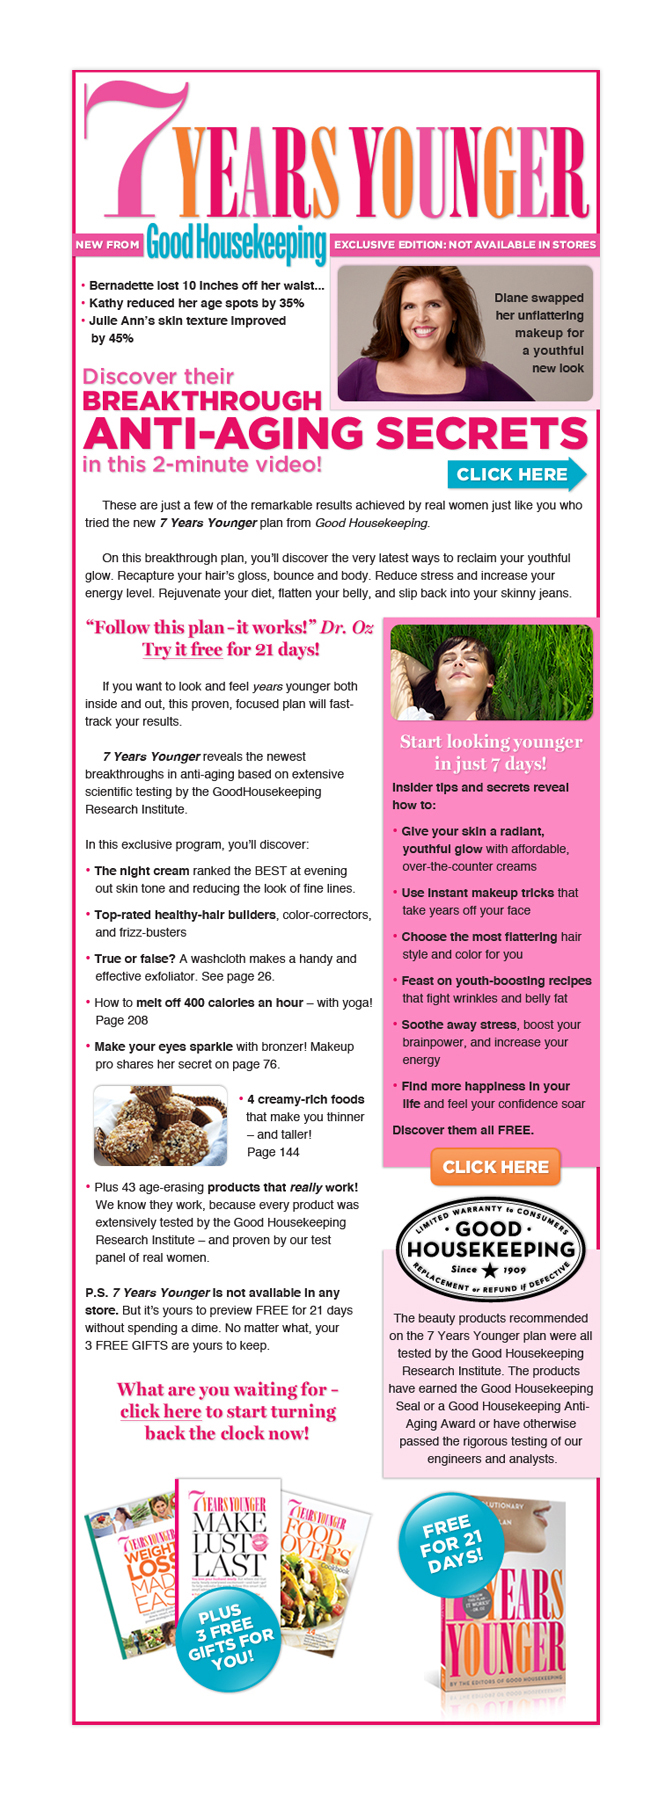 7 YEARS YOUNGER
NEW FROM Good Housekeeping EXCLUSIVE EDITION: NOT AVAILABLE IN STORES
• Bernadette lost 10 inches off her waist...
• Kathy reduced her age spots by 35%
• Julie Ann's skin texture improved
by 45%
Diane swapped
her unflattering
makeup for
a youthful
new look
Discover their
BREAKTHROUGH
ANTI-AGING SECRETS
in this 2-minute video!
CLICK HERE
These are just a few of the remarkable results achieved by real women just like you who
tried the new 7 Years Younger plan from Good Housekeeping.
On this breakthrough plan, you'll discover the very latest ways to reclaim your youthful
glow. Recapture your hair's gloss, bounce and body. Reduce stress and increase your
energy level. Rejuvenate your diet, flatten your belly, and slip back into your skinny jeans.
“Follow this plan-it works!” Dr. Oz
Try it free for 21 days!
If you want to look and feel years younger both
inside and out, this proven, focused plan will fast-
track your results.
7 Years Younger reveals the newest
breakthroughs in anti-aging based on extensive
scientific testing by the GoodHousekeeping
Research Institute.
In this exclusive program, you'll discover:
• The night cream ranked the BEST at evening
out skin tone and reducing the look of fine lines.
• Top-rated healthy-hair builders, color-correctors,
and frizz-busters
• True or false? A washcloth makes a handy and
effective exfoliator. See page 26.
• How to melt off 400 calories an hour – with yoga!
Page 208
• Make your eyes sparkle with bronzer! Makeup
pro shares her secret on page 76.
• 4 creamy-rich foods
that make you thinner
– and taller!
Page 144
• Plus 43 age-erasing products that really work!
We know they work, because every product was
extensively tested by the Good Housekeeping
Research Institute – and proven by our test
panel of real women.
P.S. 7 Years Younger is not available in any
store. But it's yours to preview FREE for 21 days
without spending a dime. No matter what, your
3 FREE GIFTS are yours to keep.
What are you waiting for -
click here to start turning
back the clock now!
Start looking younger
in just 7 days!
Insider tips and secrets reveal
how to:
• Give your skin a radiant,
youthful glow with affordable,
over-the-counter creams
• Use instant makeup tricks that
take years off your face
• Choose the most flattering hair
style and color for you
• Feast on youth-boosting recipes
that fight wrinkles and belly fat
• Soothe away stress, boost your
brainpower, and increase your
energy
• Find more happiness in your
life and feel your confidence soar
Discover them all FREE.
CLICK HERE
LIMITED WARRANTY to CONSUMERS
• GOOD •
HOUSEKEEPING
Since ★ 1909
REPLACEMENT or REFUND if DEFECTIVE
The beauty products recommended
on the 7 Years Younger plan were all
tested by the Good Housekeeping
Research Institute. The products
have earned the Good Housekeeping
Seal or a Good Housekeeping Anti-
Aging Award or have otherwise
passed the rigorous testing of our
engineers and analysts.
7 YEARS YOUNGER
WEIGHT
LOSS
MADE
EASY
7 YEARS YOUNGER
MAKE
LUST
LAST
7 YEARS YOUNGER
FOOD
Cookbook
PLUS
3 FREE
GIFTS FOR
YOU!
FREE
FOR 21
DAYS!
LAN
7 YEARS
YOUNGER
BY THE EDITORS OF GOOD HOUSEKEEPING